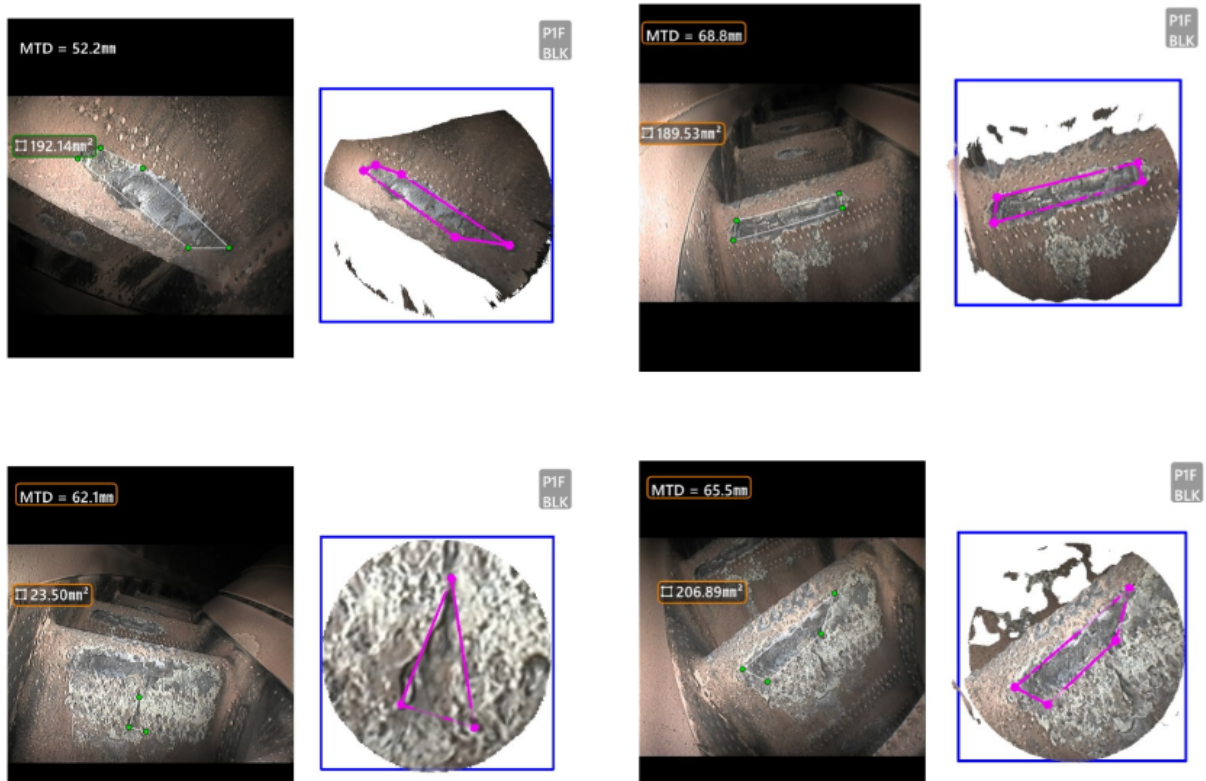 MTD = 52.2mm
P1F
BLK
192.14mm²
MTD = 68.8mm
P1F
BLK
189.53mm²
MTD = 62.1mm
P1F
BLK
23.50mm²
MTD = 65.5mm
P1F
BLK
206.89mm²